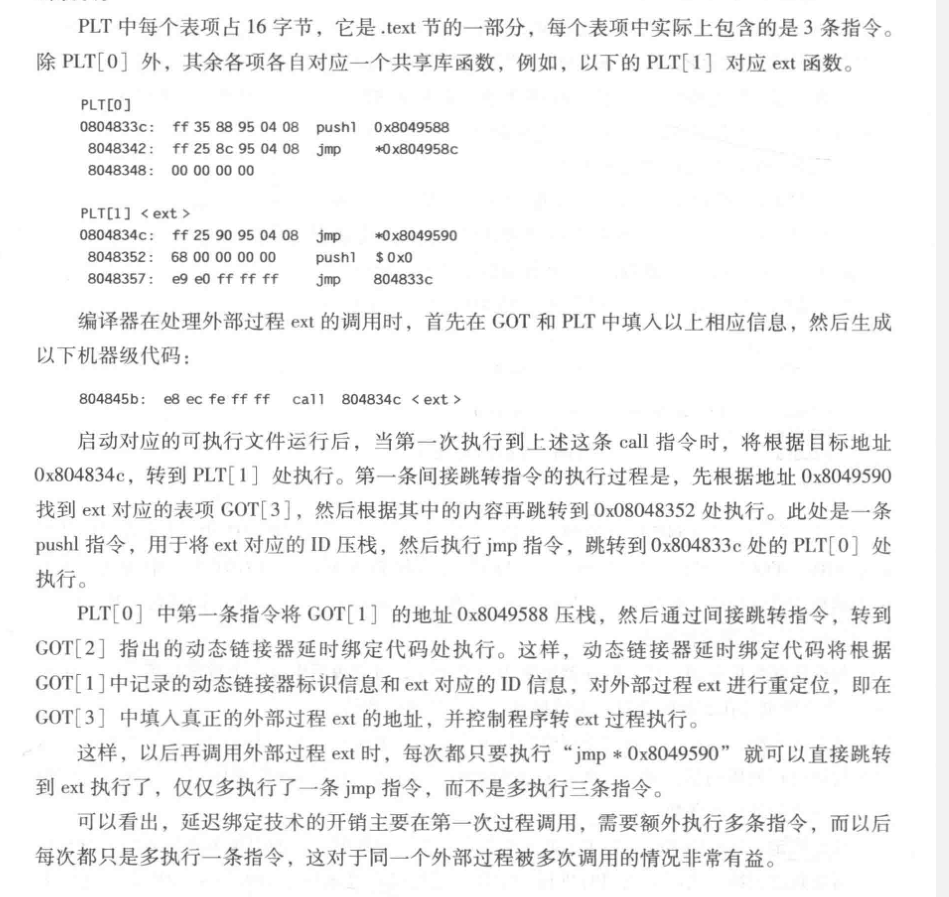 PLT 中每个表项占 16 字节，它是 .text 节的一部分，每个表项中实际上包含的是 3 条指令。
除 PLT[0] 外，其余各项各自对应一个共享库函数，例如，以下的 PLT[1] 对应 ext 函数。
PLT[0]
0804833c: ff 35 88 95 04 08 pushl 0x8049588
8048342: ff 25 8c 95 04 08 jmp *0x804958c
8048348: 00 00 00 00
PLT[1] <ext>
0804834c: ff 25 90 95 04 08 jmp *0x8049590
8048352: 68 00 00 00 00 pushl $0x0
8048357: e9 e0 ff ff ff jmp 804833c
编译器在处理外部过程 ext 的调用时，首先在 GOT 和 PLT 中填入以上相应信息，然后生成
以下机器级代码：
804845b: e8 ec fe ff ff call 804834c <ext>
启动对应的可执行文件运行后，当第一次执行到上述这条 call 指令时，将根据目标地址
0x804834c，转到 PLT[1] 处执行。第一条间接跳转指令的执行过程是，先根据地址 0x8049590
找到 ext 对应的表项 GOT[3]，然后根据其中的内容再跳转到 0x08048352 处执行。此处是一条
pushl 指令，用于将 ext 对应的 ID 压栈，然后执行 jmp 指令，跳转到 0x804833c 处的 PLT[0] 处
执行。
PLT[0] 中第一条指令将 GOT[1] 的地址 0x8049588 压栈，然后通过间接跳转指令，转到
GOT[2] 指出的动态链接器延时绑定代码处执行。这样，动态链接器延时绑定代码将根据
GOT[1]中记录的动态链接器标识信息和 ext 对应的 ID 信息，对外部过程 ext 进行重定位，即在
GOT[3] 中填入真正的外部过程 ext 的地址，并控制程序转 ext 过程执行。
这样，以后再调用外部过程 ext 时，每次都只要执行“jmp *0x8049590”就可以直接跳转
到 ext 执行了，仅仅多执行了一条 jmp 指令，而不是多执行三条指令。
可以看出，延迟绑定技术的开销主要在第一次过程调用，需要额外执行多条指令，而以后
每次都只是多执行一条指令，这对于同一个外部过程被多次调用的情况非常有益。